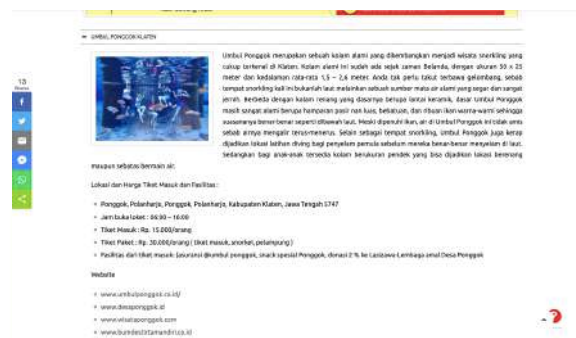 UMBUL PONGGOK KLATEN
Umbul Ponggok merupakan sebuah kolam alami yang dikembangkan menjadi wisata snorkling yang
cukup terkenal di Klaten. Kolam alami ini sudah ada sejak zaman Belanda, dengan ukuran 50 x 25
meter dan kedalaman rata-rata 1,5 – 2,6 meter. Anda tak perlu takut terbawa gelombang, sebab
tempat snorkling kali ini bukanlah laut melainkan sebuah sumber mata air alami yang segar dan sangat
jernih. Berbeda dengan kolam renang yang dasarnya berupa lantai keramik, dasar Umbul Ponggok
masih sangat alami berupa hamparan pasir nan luas, bebatuan, dan ribuan ikan warna-warni sehingga
suasananya benar-benar seperti dibawah laut. Meski dipenuhi ikan, air di Umbul Ponggok ini tidak amis
sebab airnya mengalir terus-menerus. Selain sebagai tempat snorkling, Umbul Ponggok juga kerap
dijadikan lokasi latihan diving bagi penyelam pemula sebelum mereka benar-benar menyelam di laut.
Sedangkan bagi anak-anak tersedia kolam berukuran pendek yang bisa dijadikan lokasi berenang
maupun sebatas bermain air.
Lokasi dan Harga Tiket Masuk dan Fasilitas :
Ponggok, Polanharjo, Ponggok, Polanharjo, Kabupaten Klaten, Jawa Tengah 5747
Jam buka loket : 06:30 – 16:00
Tiket Masuk : Rp. 15.000/orang
Tiket Paket : Rp. 30.000/orang ( tiket masuk, snorkel, pelampung )
Fasilitas dari tiket masuk: (asuransi @umbul ponggok, snack spesial Ponggok, donasi 2 % ke Lazizawa Lembaga amal Desa Ponggok
Website
www.umbulponggok.co.id/
www.desaponggok.id
www.wisataponggok.com
www.bumdestirtamandiri.co.id